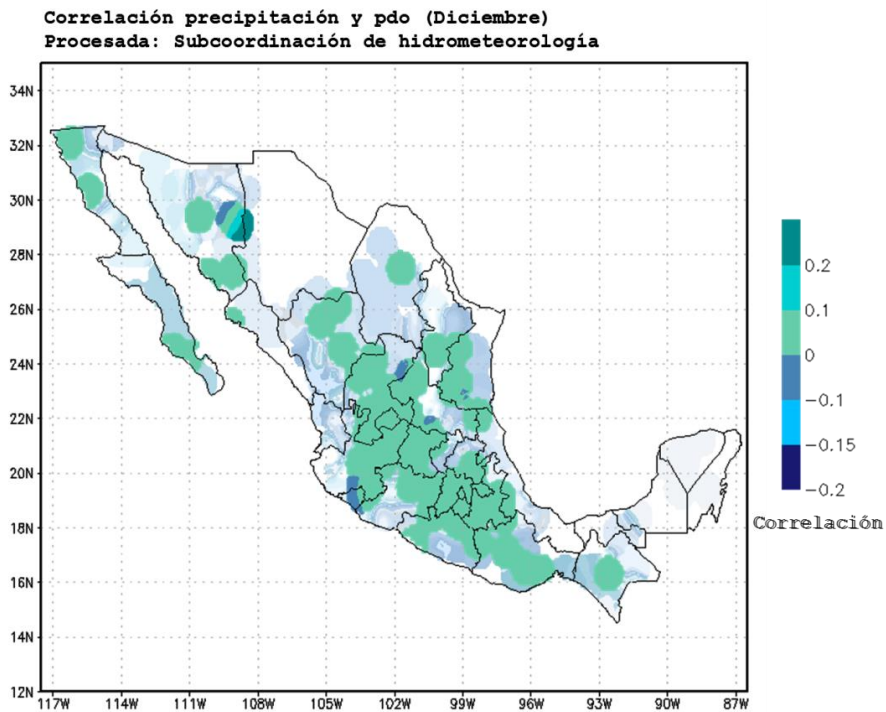 Correlación precipitación y pdo (Diciembre)
Procesada: Subcoordinación de hidrometeorología
34N
32N
30N
28N
26N
24N
22N
20N
18N
16N
14N
12N
117W 114W 111W 108W 105W 102W 99W 96W 93W 90W 87W
0.2
0.1
0
-0.1
-0.15
-0.2
Correlación